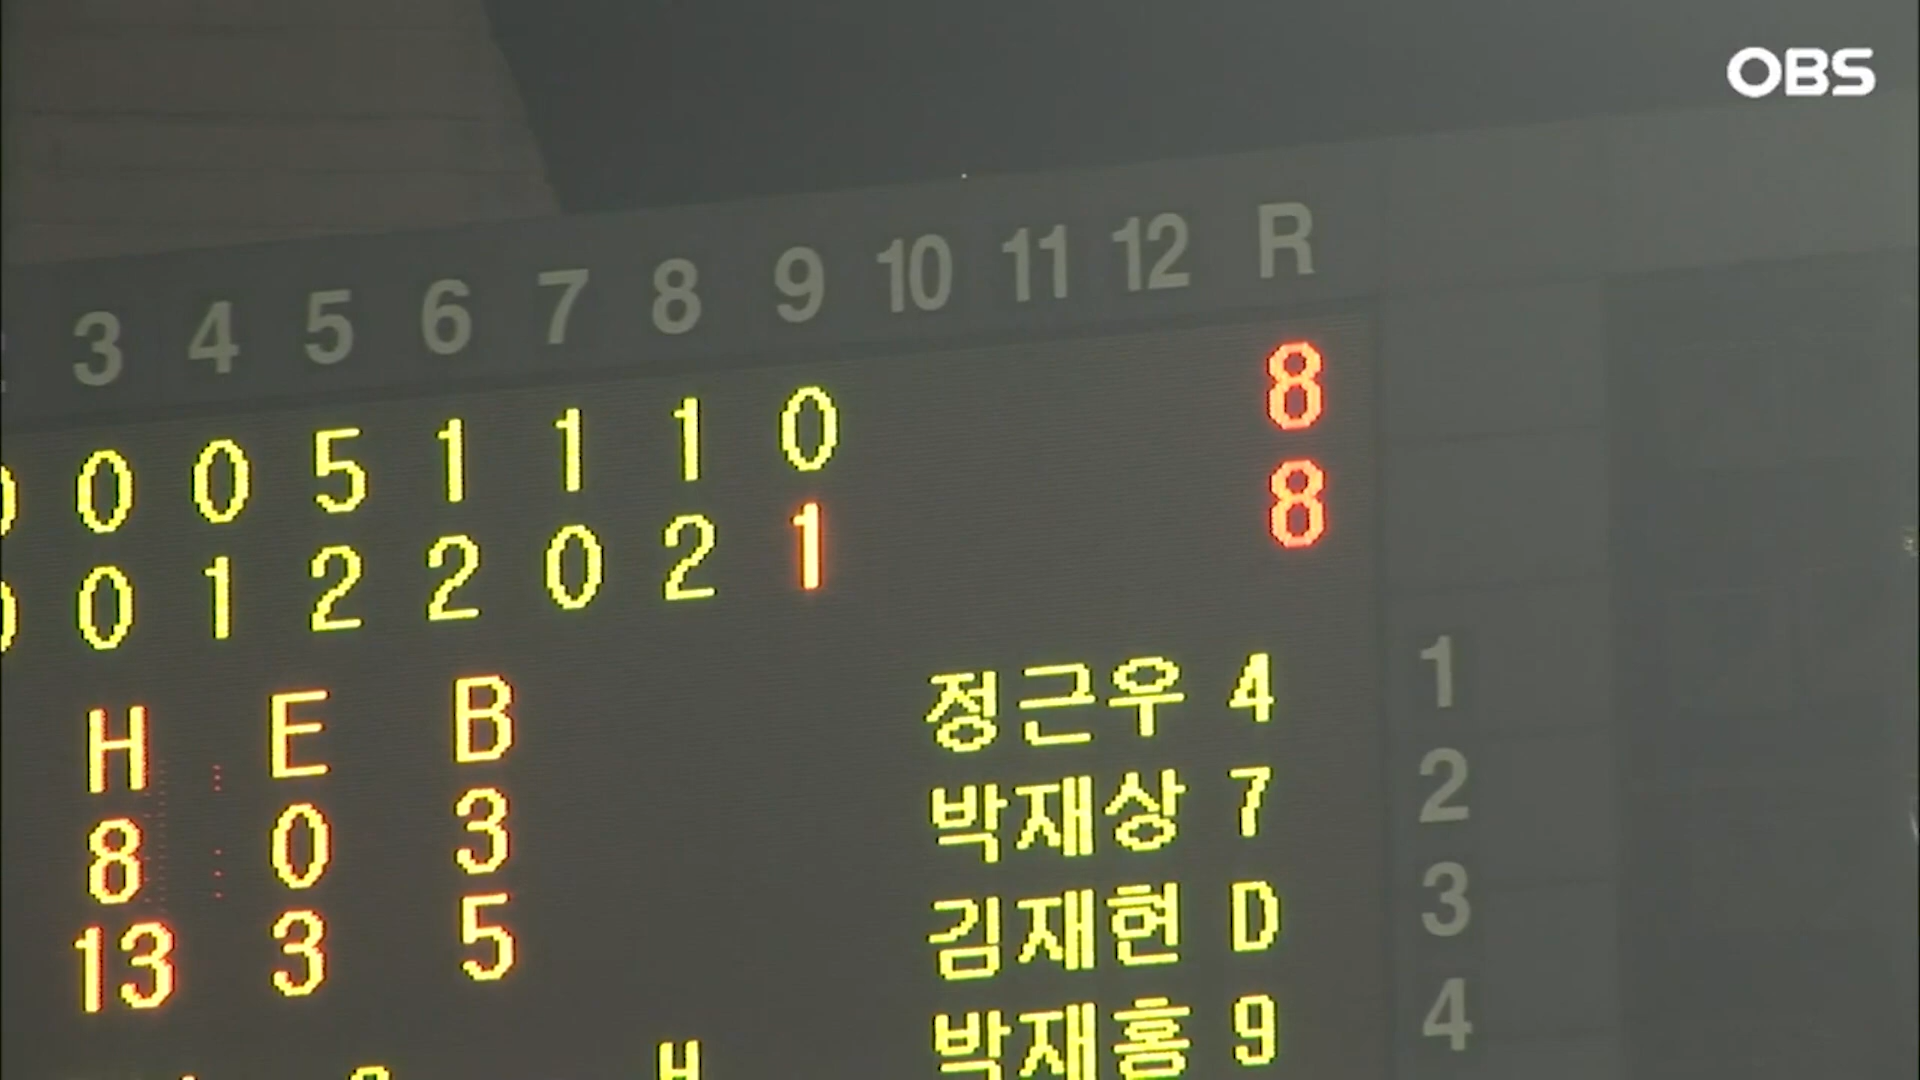 OBS
3 4 5 6 7 8 9 10 11 12 R
0 0 0 5 1 1 1 0 8
0 0 1 2 2 0 2 1 8
H E B
8 0 3
13 3 5
정근우 4 1
박재상 7 2
김재현 D 3
박재홍 9 4
H